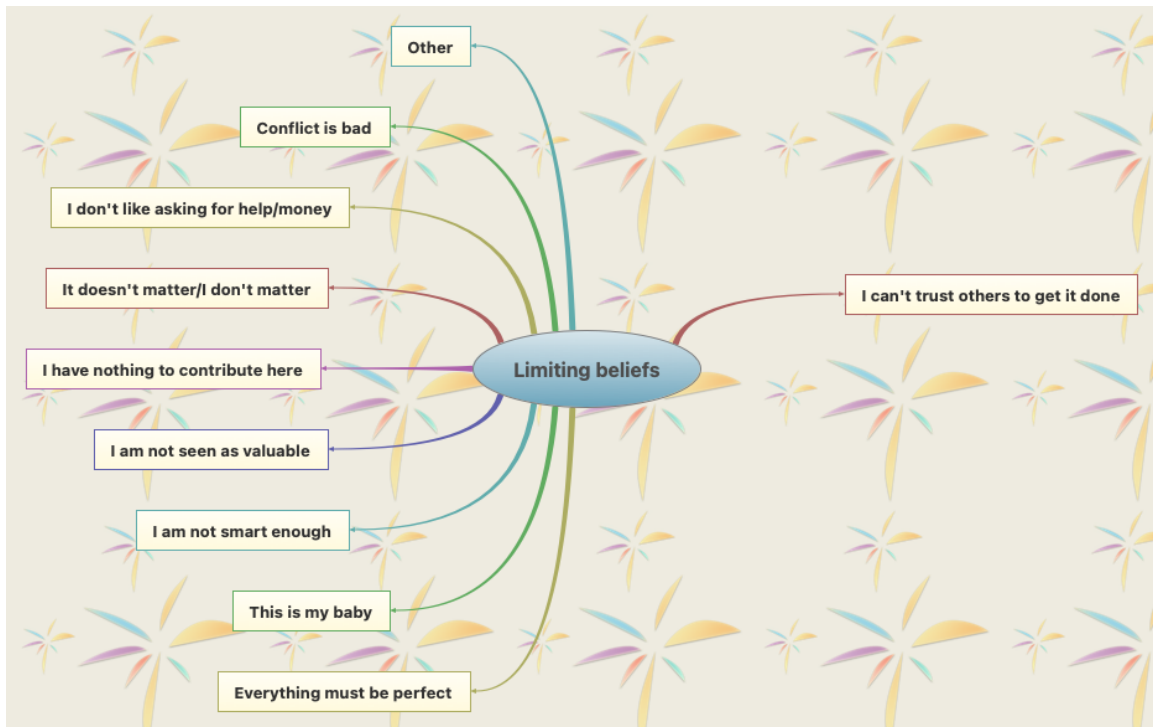 Other
Conflict is bad
I don't like asking for help/money
It doesn't matter/I don't matter
I can't trust others to get it done
Limiting beliefs
I have nothing to contribute here
I am not seen as valuable
I am not smart enough
This is my baby
Everything must be perfect